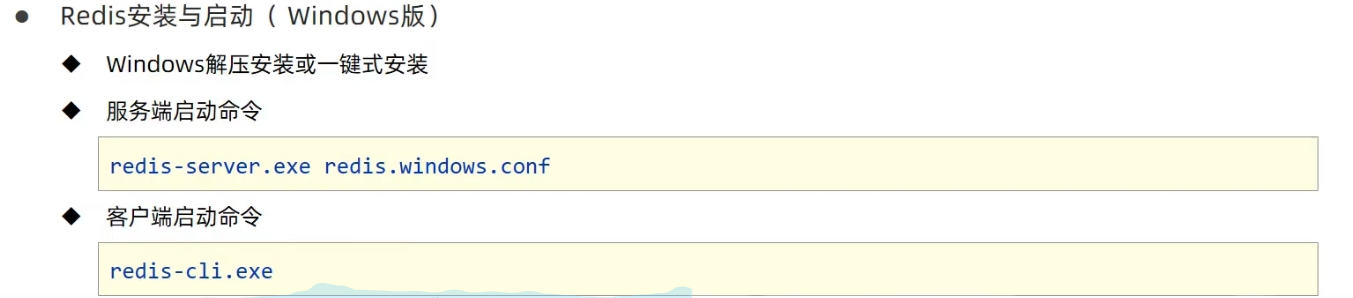 Redis安装与启动（ Windows版）
Windows解压安装或一键式安装
服务端启动命令
redis-server.exe redis.windows.conf
客户端启动命令
redis-cli.exe